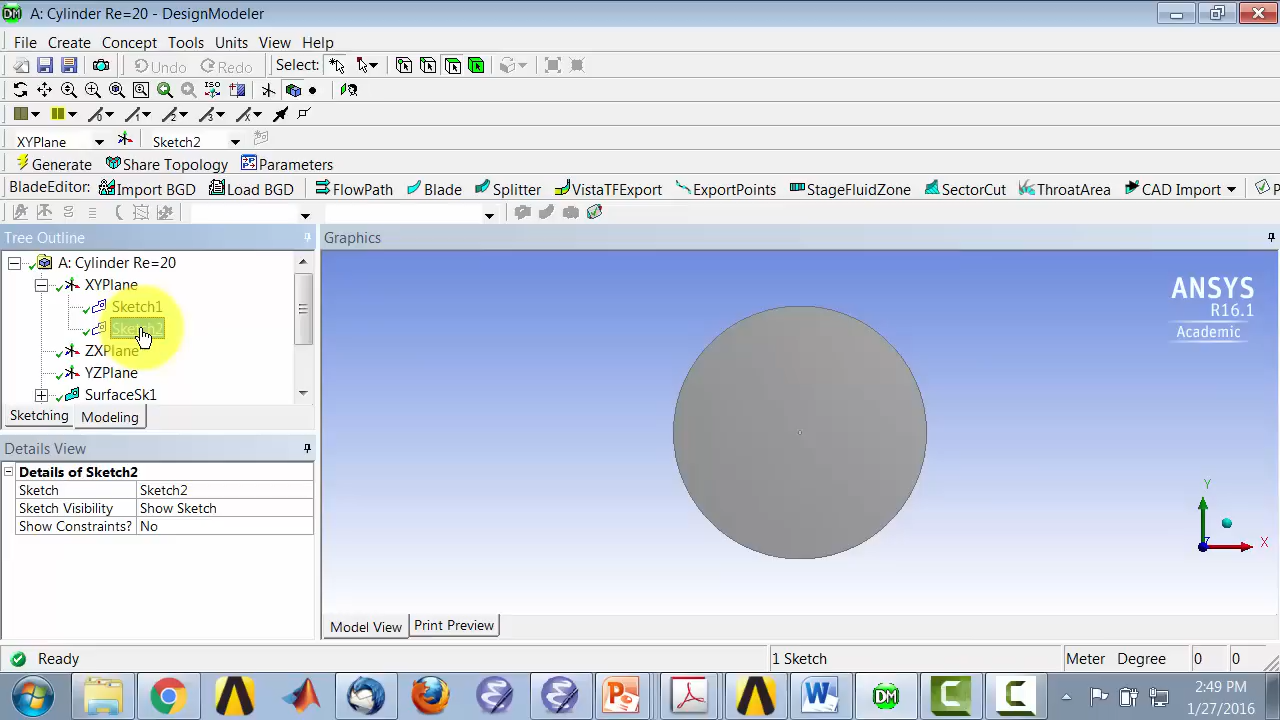 A: Cylinder Re=20 - DesignModeler
File Create Concept Tools Units View Help
Undo Redo Select:
XYPlane Sketch2
Generate Share Topology Parameters
BladeEditor: Import BGD Load BGD FlowPath Blade Splitter VistaTFExport ExportPoints StageFluidZone SectorCut ThroatArea CAD Import
Tree Outline
A: Cylinder Re=20
XYPlane
Sketch1
Sketch2
ZXPlane
YZPlane
SurfaceSk1
Sketching Modeling
Details View
Details of Sketch2
Sketch Sketch2
Sketch Visibility Show Sketch
Show Constraints? No
Graphics
ANSYS
R16.1
Academic
Y
X
Model View Print Preview
Ready 1 Sketch Meter Degree 0 0
2:49 PM
1/27/2016